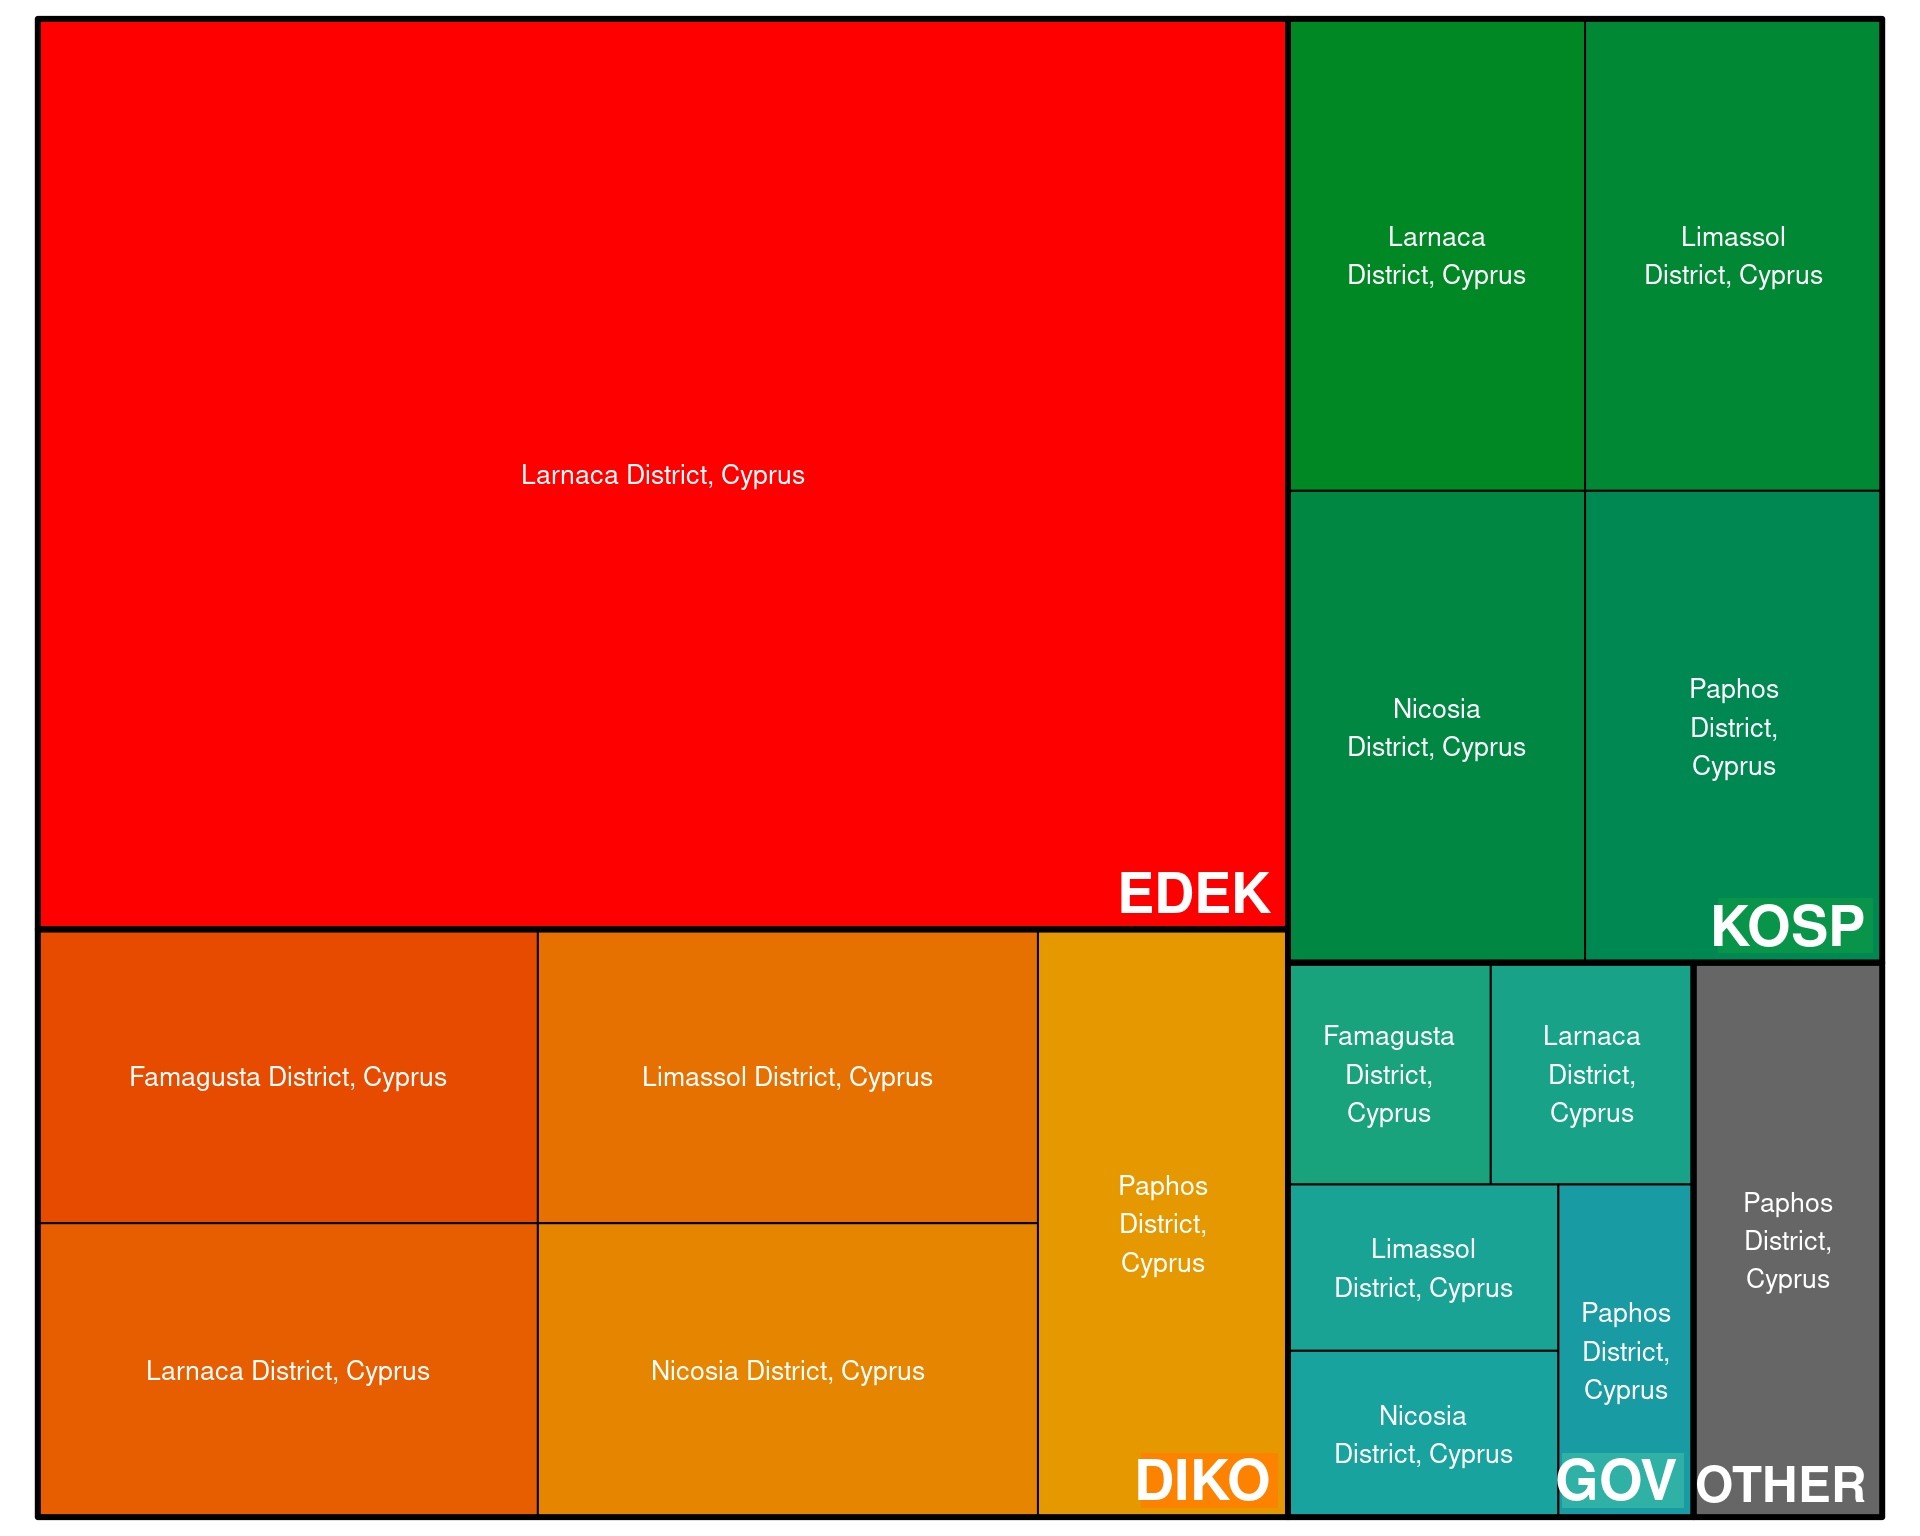 Larnaca District, Cyprus
EDEK
Larnaca
District, Cyprus
Limassol
District, Cyprus
Nicosia
District, Cyprus
Paphos
District,
Cyprus
KOSP
Famagusta District, Cyprus
Limassol District, Cyprus
Larnaca District, Cyprus
Nicosia District, Cyprus
Paphos
District,
Cyprus
DIKO
Famagusta
District,
Cyprus
Larnaca
District,
Cyprus
Limassol
District, Cyprus
Nicosia
District, Cyprus
Paphos
District,
Cyprus
GOV
Paphos
District,
Cyprus
OTHER